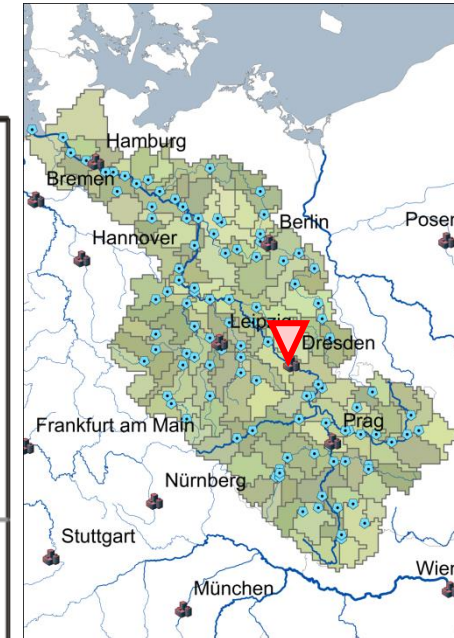 Hamburg
Bremen
Berlin
Posen
Hannover
Leipzig
Dresden
Frankfurt am Main
Prag
Nürnberg
Stuttgart
Wien
München